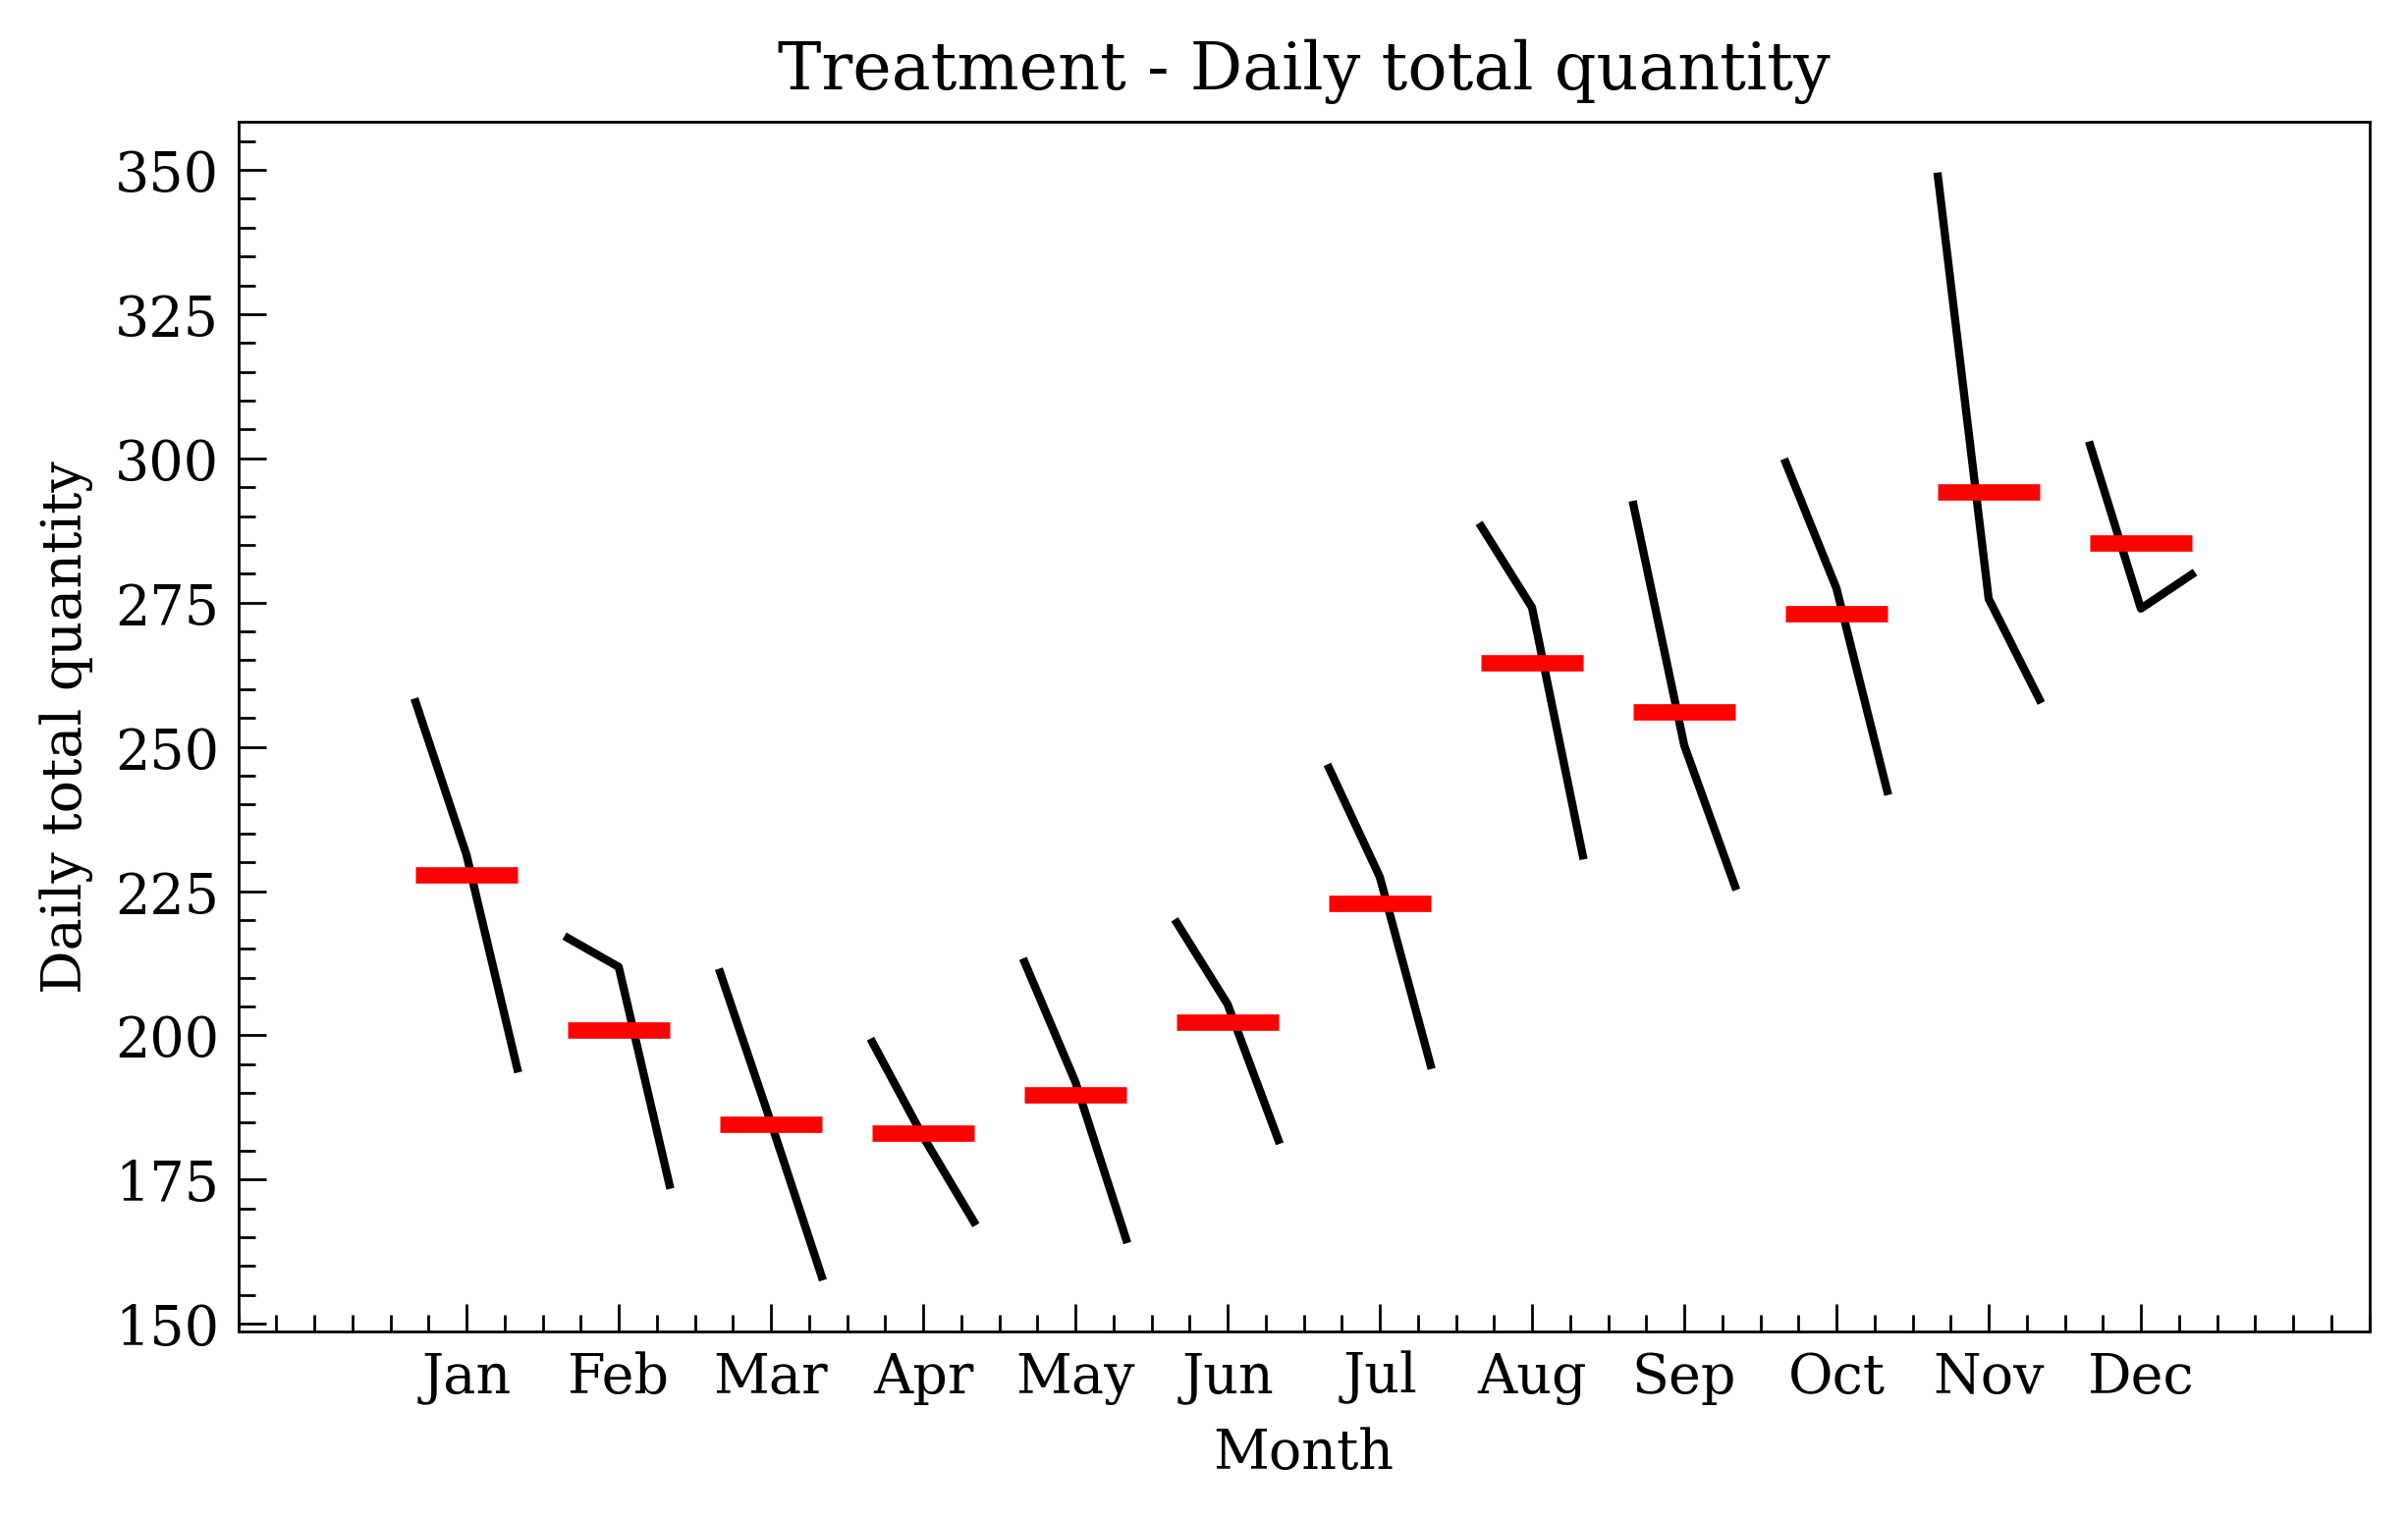 Treatment - Daily total quantity
350
325
300
275
250
225
200
175
150
Daily total quantity
Jan Feb Mar Apr May Jun Jul Aug Sep Oct Nov Dec
Month